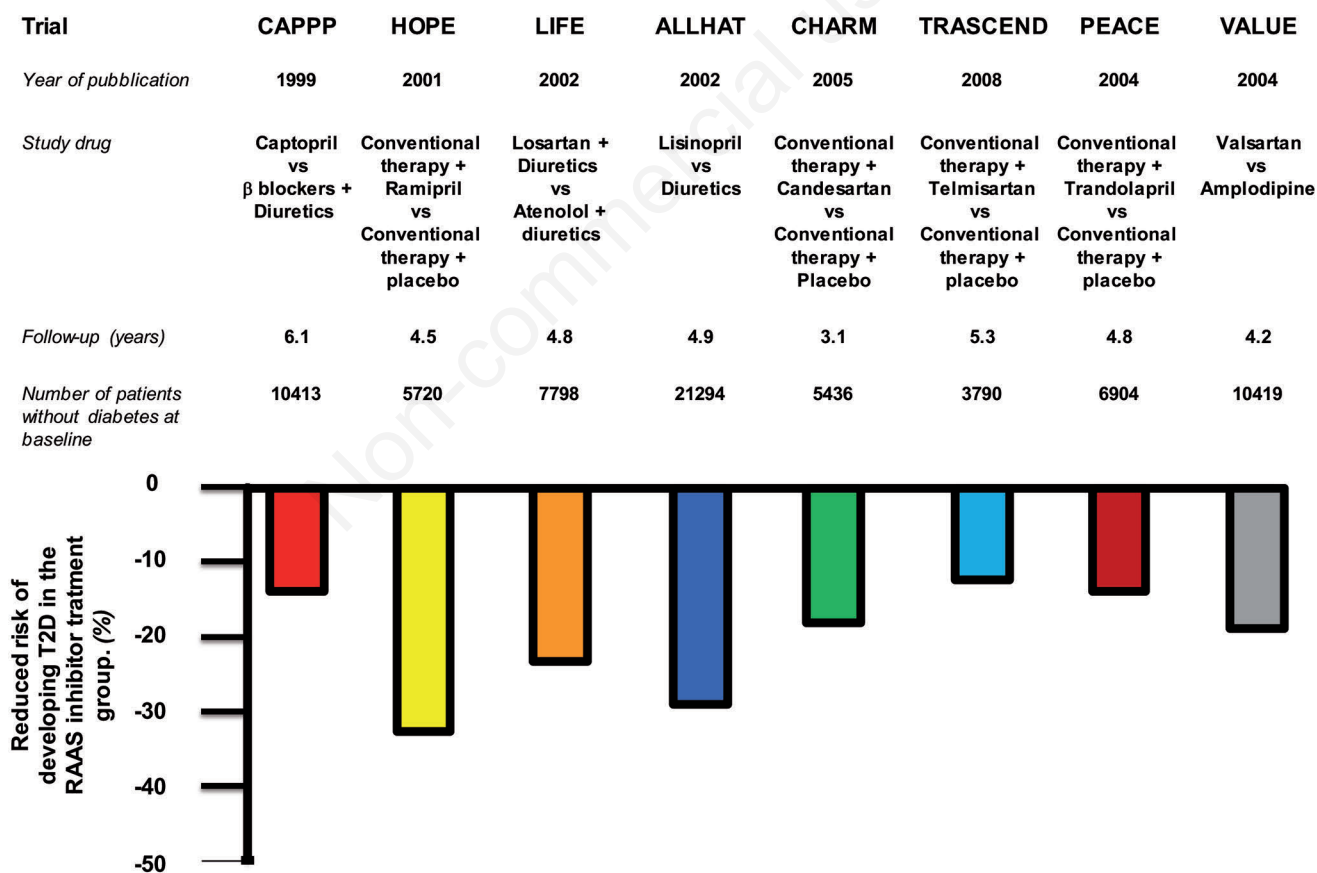 Trial CAPPP HOPE LIFE ALLHAT CHARM TRASCEND PEACE VALUE
Year of pubblication 1999 2001 2002 2002 2005 2008 2004 2004
Study drug Captopril Conventional Losartan + Lisinopril Conventional Conventional Conventional Valsartan
vs therapy + Diuretics vs therapy + therapy + therapy + vs
β blockers + Ramipril vs Diuretics Candesartan Telmisartan Trandolapril Amplodipine
Diuretics vs Atenolol + vs vs vs
Conventional diuretics Conventional Conventional Conventional
therapy + therapy + therapy + therapy +
placebo Placebo placebo placebo
Follow-up (years) 6.1 4.5 4.8 4.9 3.1 5.3 4.8 4.2
Number of patients 10413 5720 7798 21294 5436 3790 6904 10419
without diabetes at
baseline
0
-10
-20
-30
-40
-50
Reduced risk of
developing T2D in the
RAAS inhibitor tratment
group. (%)
Non-commercial